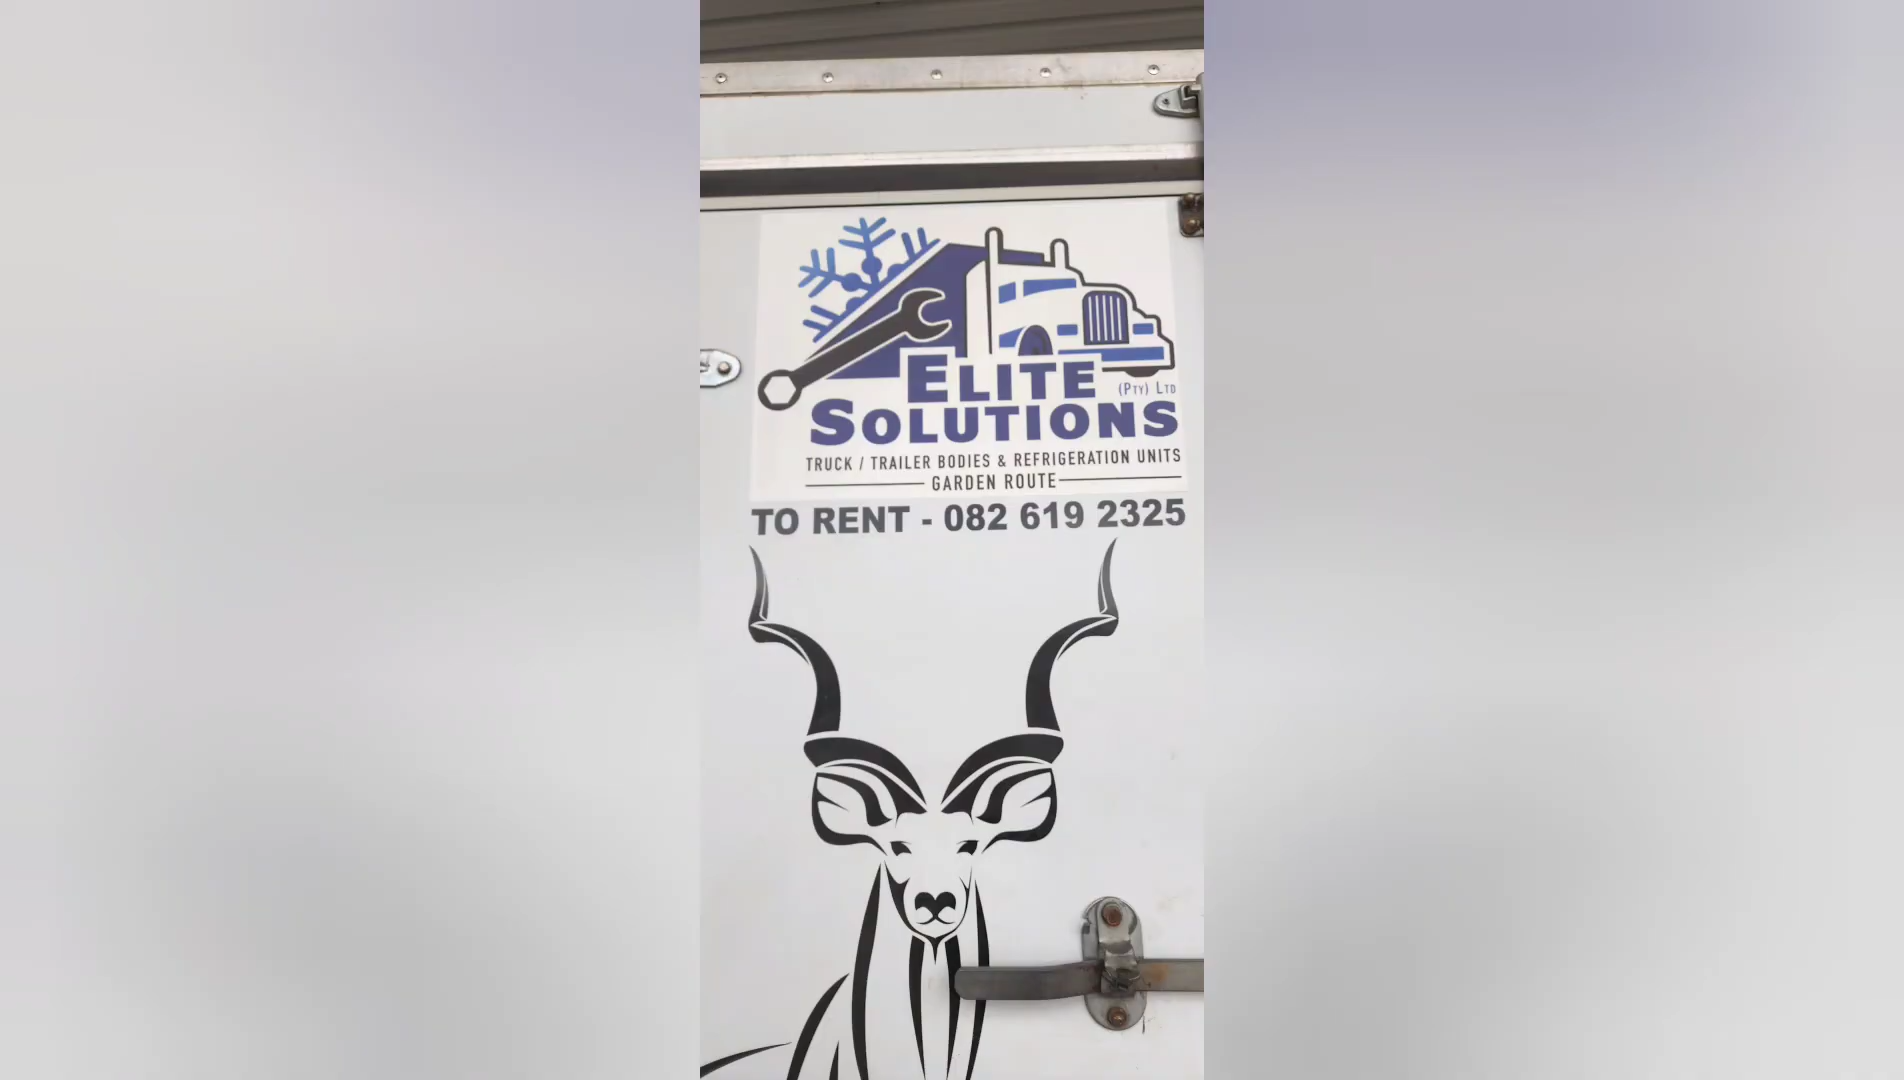 ELITE
(PTY) LTD
SOLUTIONS
TRUCK / TRAILER BODIES & REFRIGERATION UNITS
GARDEN ROUTE
TO RENT - 082 619 2325